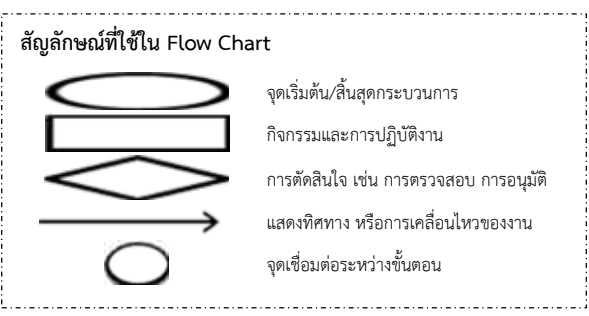 สัญลักษณ์ที่ใช้ใน Flow Chart
จุดเริ่มต้น/สิ้นสุดกระบวนการ
กิจกรรมและการปฏิบัติงาน
การตัดสินใจ เช่น การตรวจสอบ การอนุมัติ
แสดงทิศทาง หรือการเคลื่อนไหวของงาน
จุดเชื่อมต่อระหว่างขั้นตอน